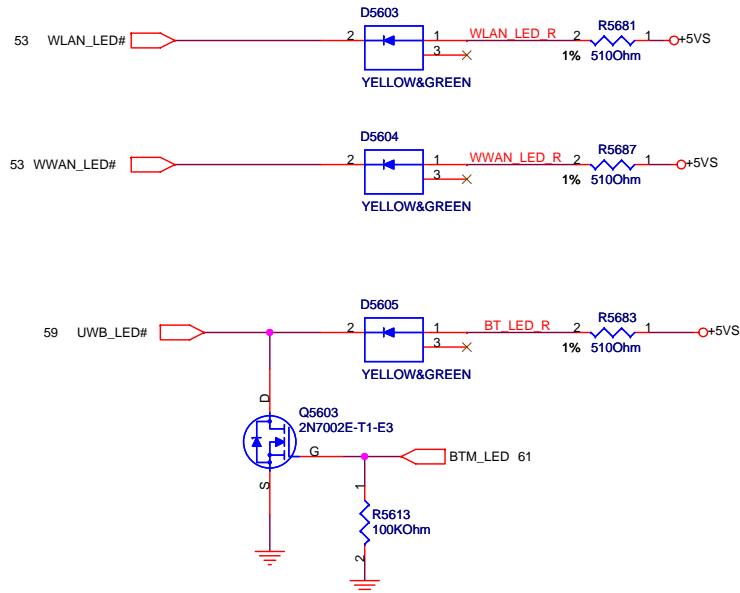 D5603
53 WLAN_LED# 2 1 WLAN_LED_R 2 R5681 1 +5VS
3 1% 510Ohm
YELLOW&GREEN
D5604
53 WWAN_LED# 2 1 WWAN_LED_R 2 R5687 1 +5VS
3 1% 510Ohm
YELLOW&GREEN
D5605
59 UWB_LED# 2 1 BT_LED_R 2 R5683 1 +5VS
3 1% 510Ohm
YELLOW&GREEN
D
Q5603
2N7002E-T1-E3
G
BTM_LED 61
S
1
R5613
100KOhm
2